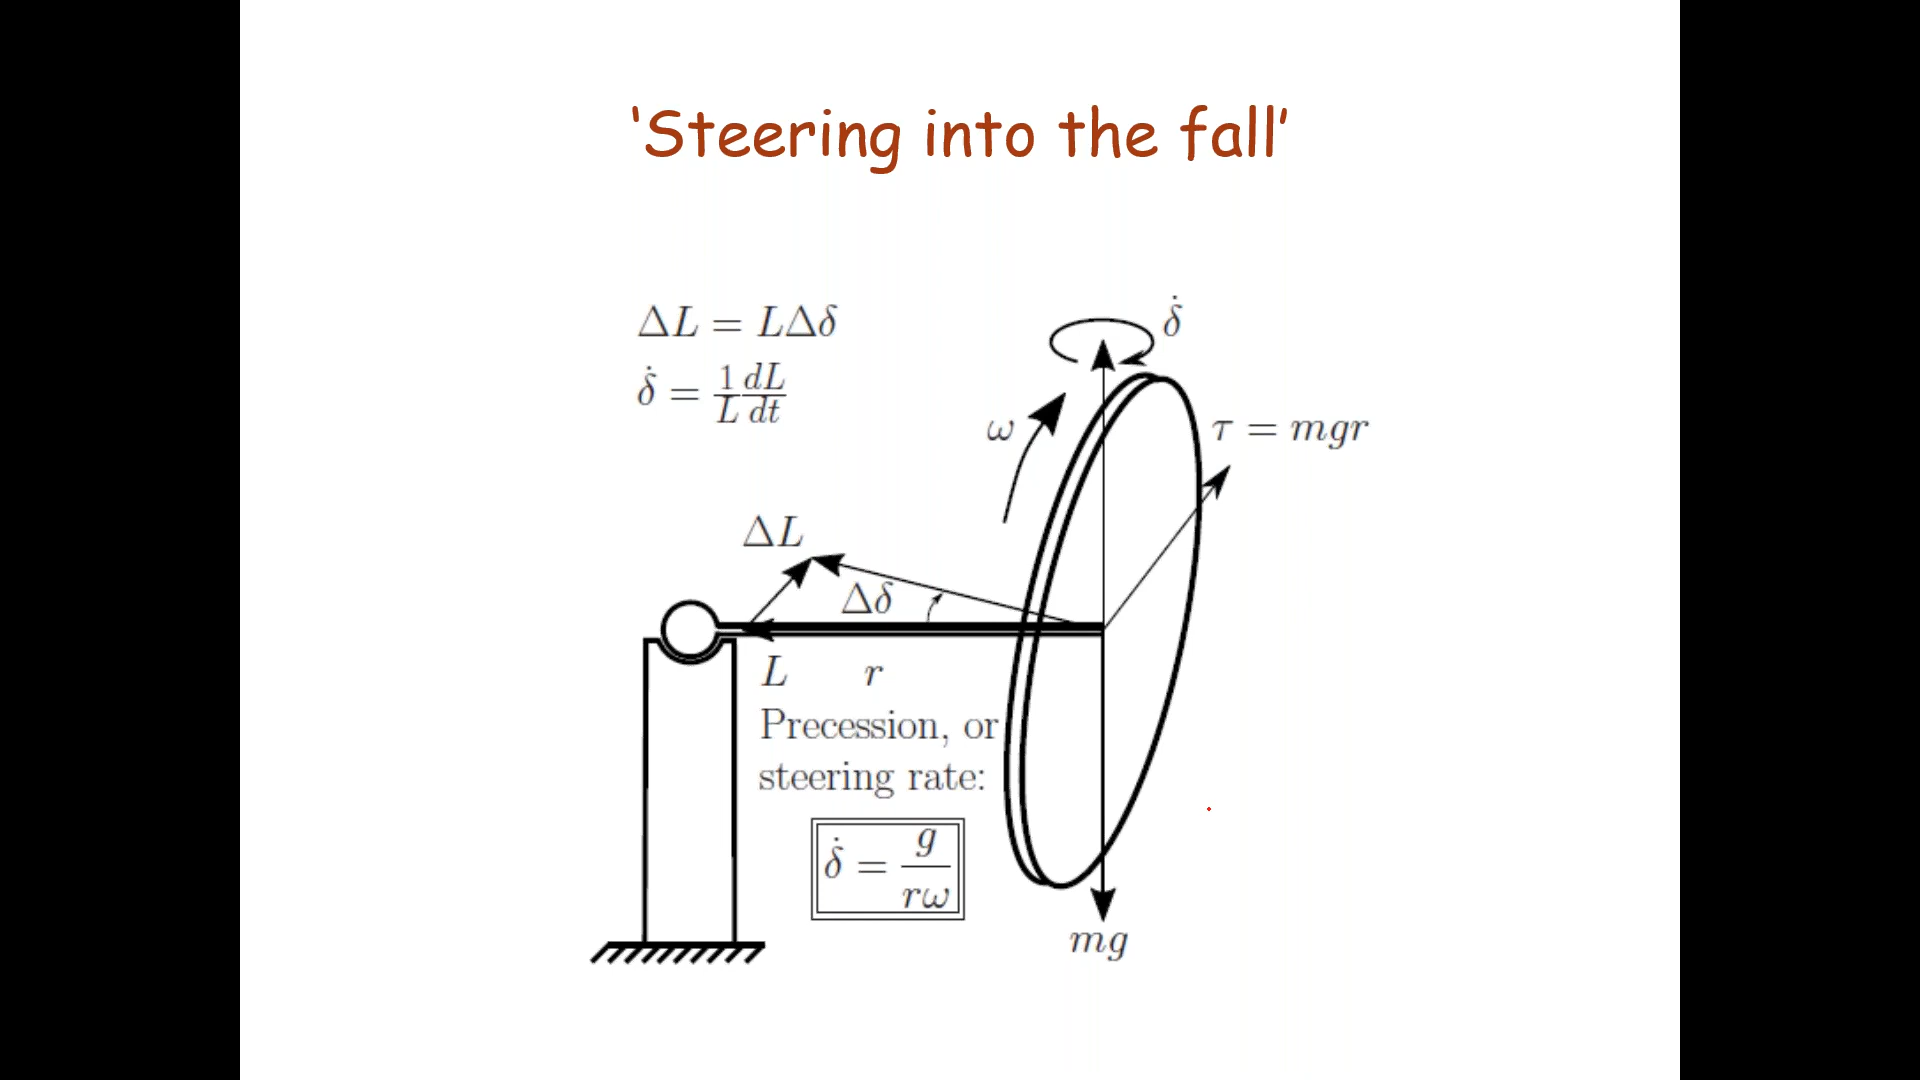 ‘Steering into the fall’
ΔL = LΔδ
δ̇ = 1/L dL/dt
δ̇
ω
τ = mgr
ΔL
Δδ
L r
Precession, or
steering rate:
δ̇ = g/rω
mg